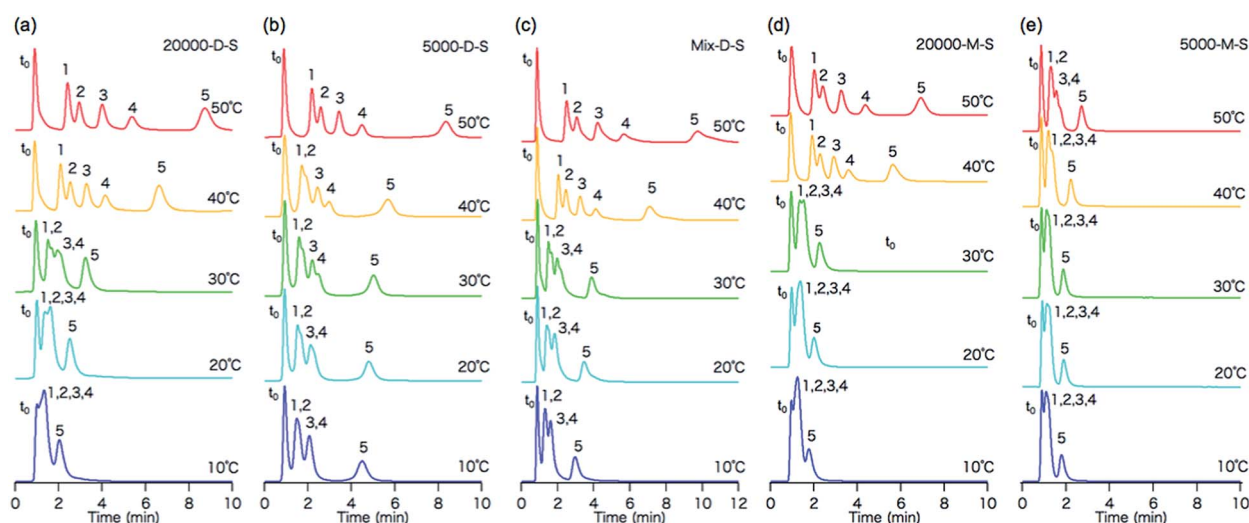 (a)
20000-D-S
t0
1
2
3
4
5
50°C
1
2
3
4
5
40°C
t0
1,2
3,4
5
30°C
t0
1,2,3,4
5
20°C
t0
1,2,3,4
5
10°C
0 2 4 6 8 10
Time (min)
(b)
5000-D-S
t0
1
2
3
4
5
50°C
1,2
3
4
5
40°C
t0
1,2
3
4
5
30°C
t0
1,2
3,4
5
20°C
t0
1,2
3,4
5
10°C
0 2 4 6 8 10
Time (min)
(c)
Mix-D-S
t0
1
2
3
4
5
50°C
1
2
3
4
5
40°C
t0
1,2
3,4
5
30°C
t0
1,2
3,4
5
20°C
t0
1,2
3,4
5
10°C
0 2 4 6 8 10 12
Time (min)
(d)
20000-M-S
t0
1
2
3
4
5
50°C
1
2
3
4
5
40°C
t0
1,2,3,4
5
t0
30°C
t0
1,2,3,4
5
20°C
t0
1,2,3,4
5
10°C
0 2 4 6 8 10
Time (min)
(e)
5000-M-S
t0
1,2
3,4
5
50°C
t0
1,2,3,4
5
40°C
t0
1,2,3,4
5
30°C
t0
1,2,3,4
5
20°C
t0
1,2,3,4
5
10°C
0 2 4 6 8 10
Time (min)